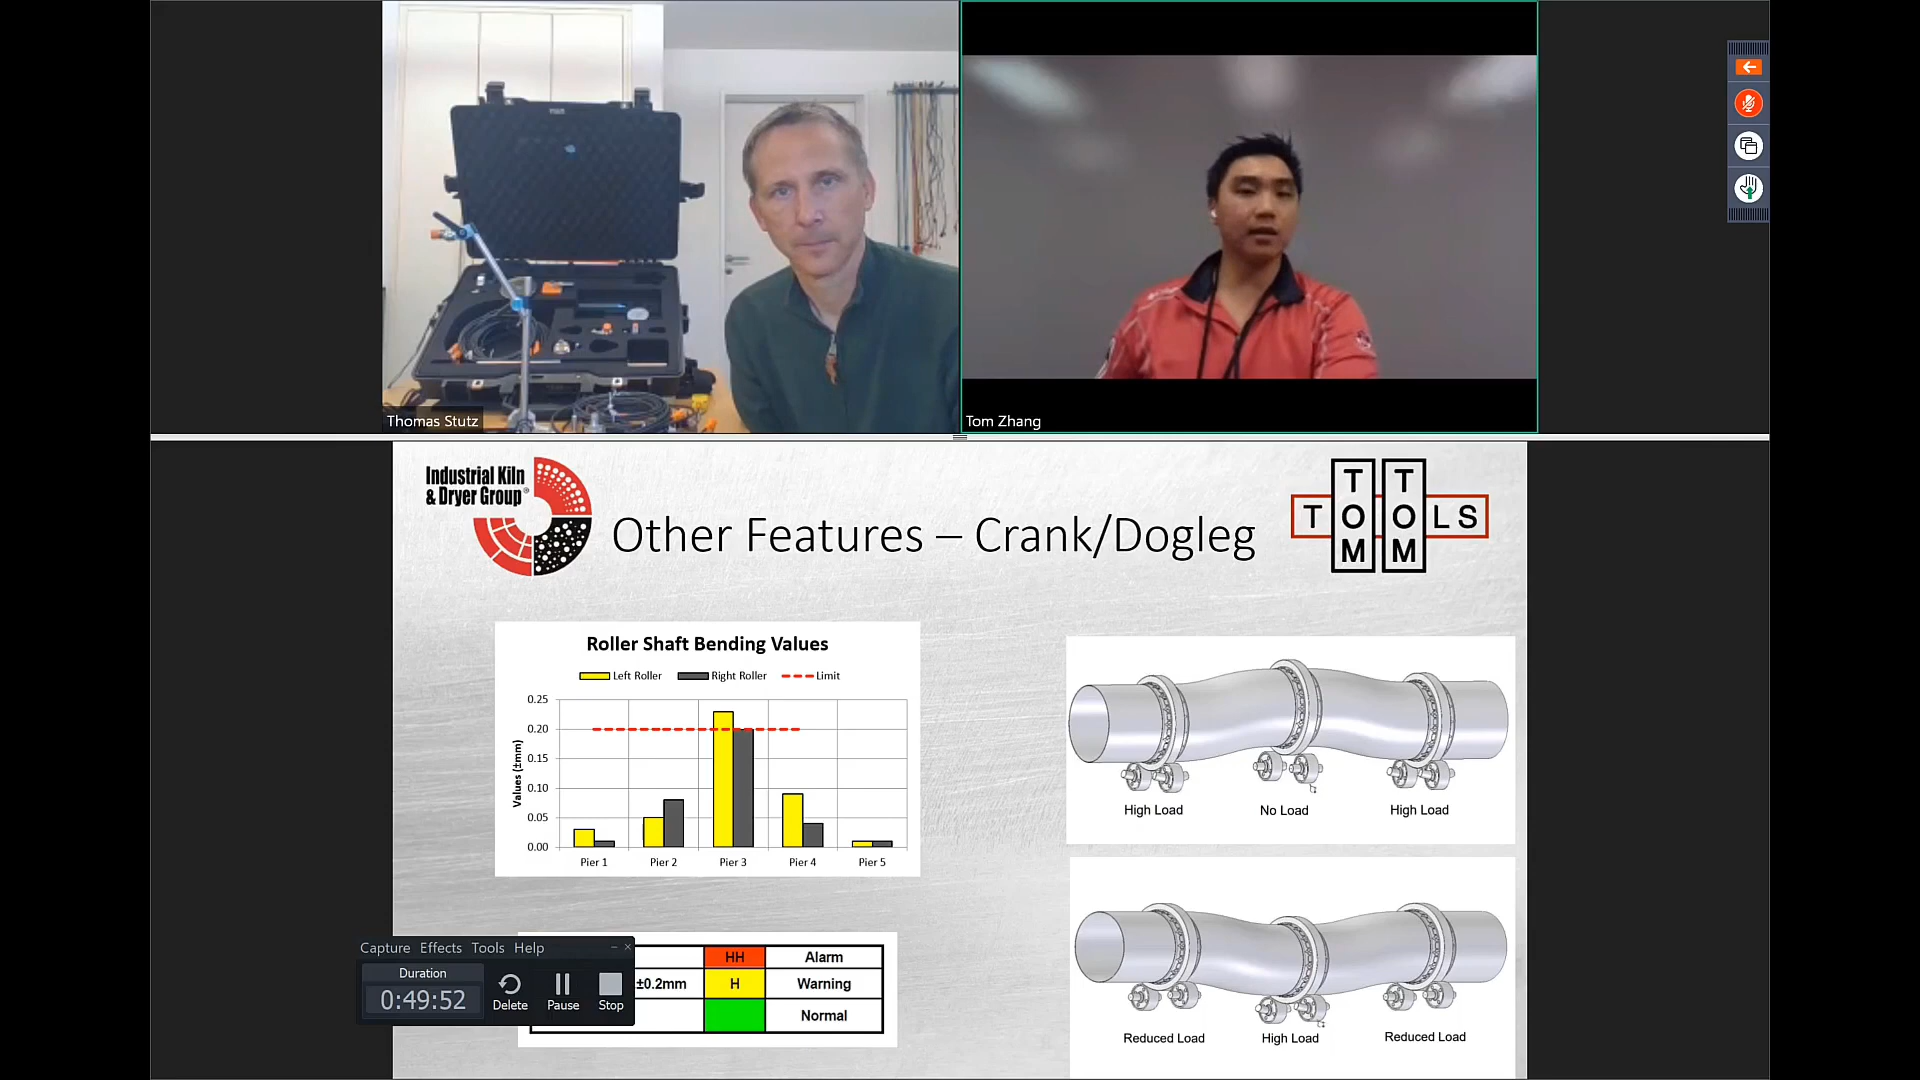 Thomas Stutz
Tom Zhang
Industrial Kiln
& Dryer Group®
Other Features – Crank/Dogleg
TOM TOM
TOOLS
Roller Shaft Bending Values
Left Roller Right Roller Limit
Values (±mm)
0.25
0.20
0.15
0.10
0.05
0.00
Pier 1 Pier 2 Pier 3 Pier 4 Pier 5
High Load No Load High Load
Reduced Load High Load Reduced Load
HH Alarm
±0.2mm H Warning
Normal
Capture Effects Tools Help
Duration
0:49:52
Delete Pause Stop